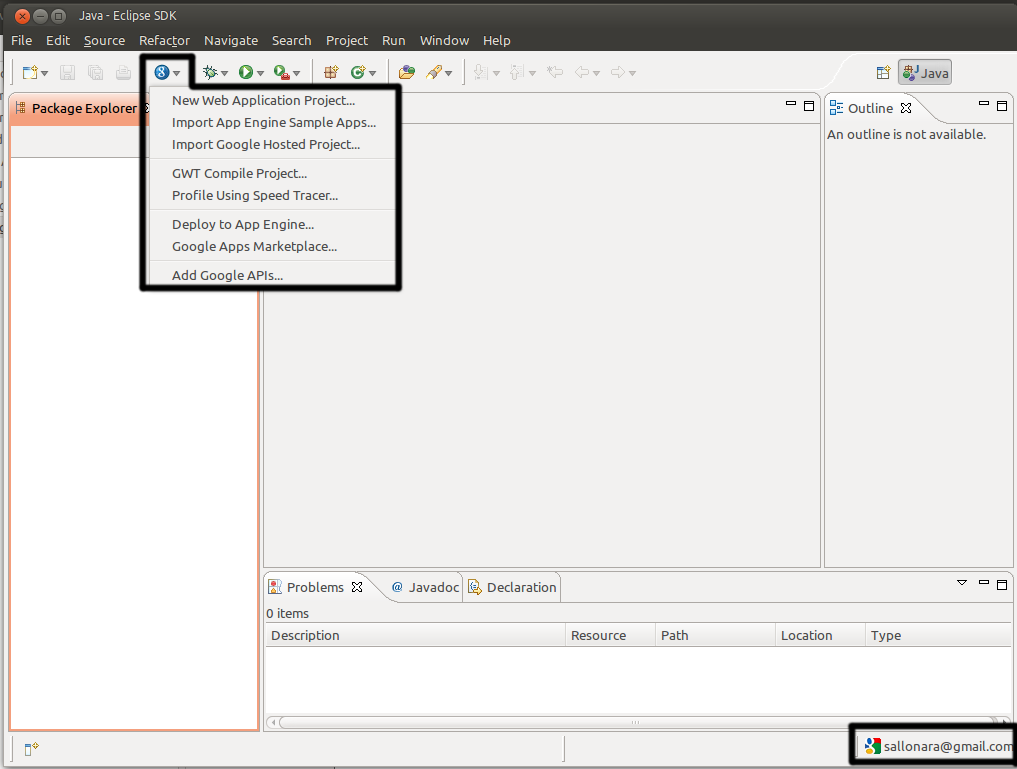 Java - Eclipse SDK
File Edit Source Refactor Navigate Search Project Run Window Help
8
Java
Package Explorer
New Web Application Project...
Import App Engine Sample Apps...
Import Google Hosted Project...
GWT Compile Project...
Profile Using Speed Tracer...
Deploy to App Engine...
Google Apps Marketplace...
Add Google APIs...
Outline
An outline is not available.
Problems @ Javadoc Declaration
0 items
Description Resource Path Location Type
sallonara@gmail.com